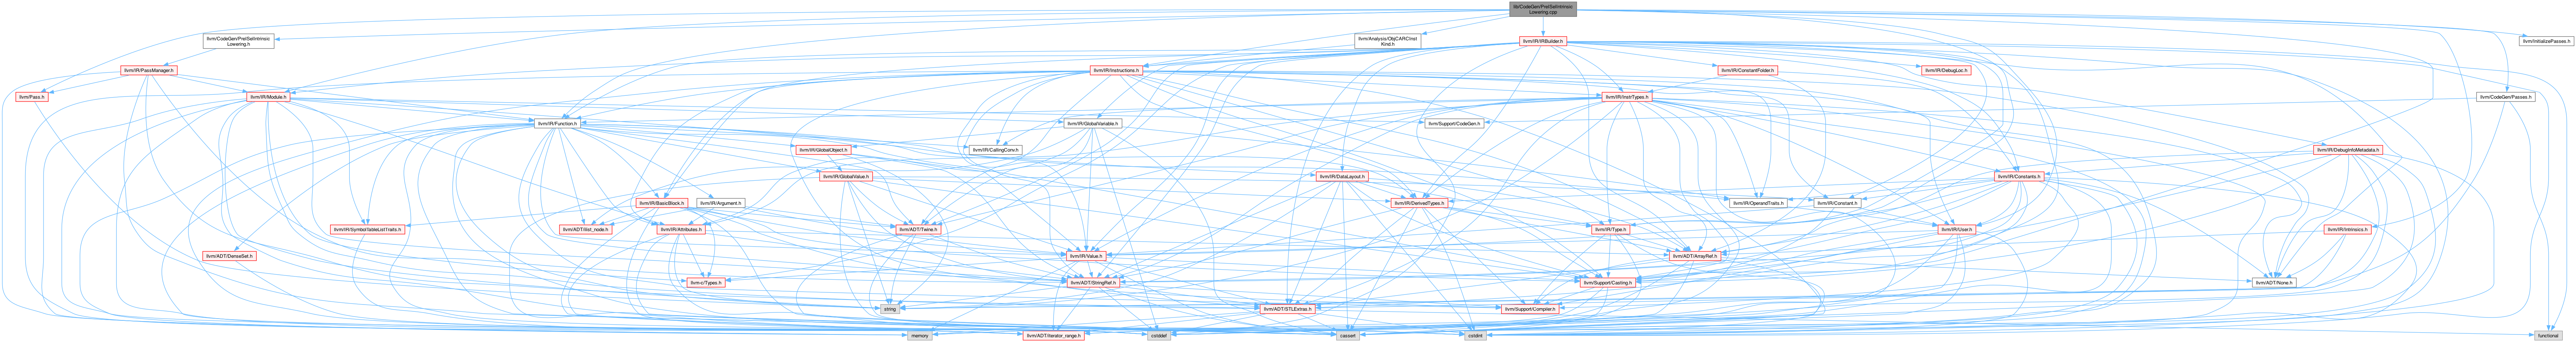 lib/CodeGen/PreISelIntrinsic
Lowering.cpp
llvm/CodeGen/PreISelIntrinsic
Lowering.h
llvm/Analysis/ObjCARCInst
Kind.h
llvm/IR/IRBuilder.h
llvm/InitializePasses.h
llvm/IR/PassManager.h
llvm/IR/Instructions.h
llvm/IR/ConstantFolder.h
llvm/IR/DebugLoc.h
llvm/Pass.h
llvm/IR/Module.h
llvm/IR/InstrTypes.h
llvm/CodeGen/Passes.h
llvm/IR/Function.h
llvm/IR/GlobalVariable.h
llvm/Support/CodeGen.h
llvm/IR/GlobalObject.h
llvm/IR/CallingConv.h
llvm/IR/DebugInfoMetadata.h
llvm/IR/GlobalValue.h
llvm/IR/DataLayout.h
llvm/IR/Constants.h
llvm/IR/BasicBlock.h
llvm/IR/Argument.h
llvm/IR/DerivedTypes.h
llvm/IR/OperandTraits.h
llvm/IR/Constant.h
llvm/IR/SymbolTableListTraits.h
llvm/ADT/ilist_node.h
llvm/IR/Attributes.h
llvm/ADT/Twine.h
llvm/IR/Type.h
llvm/IR/User.h
llvm/IR/Intrinsics.h
llvm/ADT/DenseSet.h
llvm/IR/Value.h
llvm/ADT/ArrayRef.h
llvm-c/Types.h
llvm/ADT/StringRef.h
llvm/Support/Casting.h
llvm/ADT/None.h
string
llvm/ADT/STLExtras.h
llvm/Support/Compiler.h
memory
llvm/ADT/iterator_range.h
cstddef
cassert
cstdint
functional